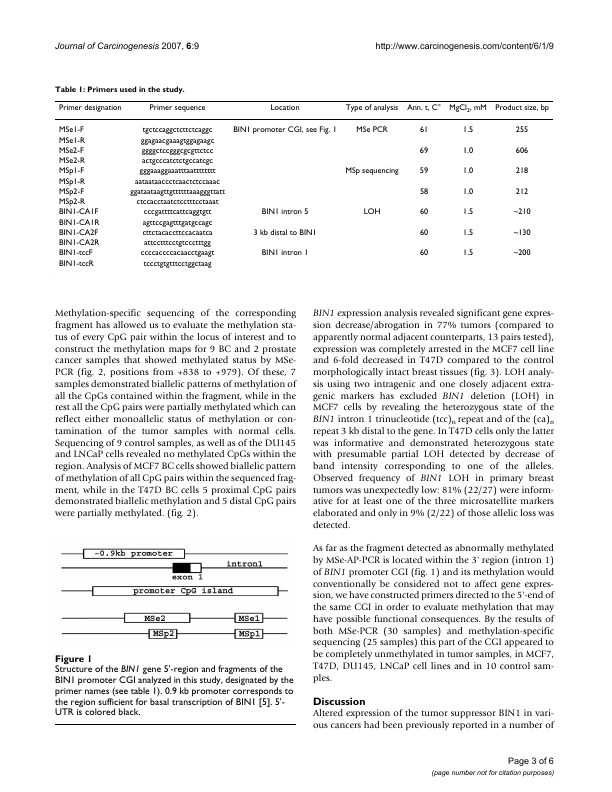 Journal of Carcinogenesis 2007, 6:9
http://www.carcinogenesis.com/content/6/1/9
Table 1: Primers used in the study.
Primer designation Primer sequence Location Type of analysis Ann. t, C° MgCl2, mM Product size, bp
MSe1-F tgctccaggctcttctcaggc BIN1 promoter CGI, see Fig. 1 MSe PCR 61 1.5 255
MSe1-R ggagaacgaaagtggagaagc
MSe2-F ggggctccgggcgcgttctcc 69 1.0 606
MSe2-R actgcccatctctgccatcgc
MSp1-F gggaaaggaaatttaattttttttt MSp sequencing 59 1.0 218
MSp1-R aataataaccctcaactctccaaac
MSp2-F ggataataagttgttttttaaagggttatt 58 1.0 212
MSp2-R ctccacctaatctcctttcctaaat
BIN1-CA1F cccgattttcattcaggtgtt BIN1 intron 5 LOH 60 1.5 ~210
BIN1-CA1R agttccgagtttgatgccagc
BIN1-CA2F cttctacaccttccacaatca 3 kb distal to BIN1 60 1.5 ~130
BIN1-CA2R attcctttcctgtccctttgg
BIN1-tccF ccccaccccacaacctgaagt BIN1 intron 1 60 1.5 ~200
BIN1-tccR tccctgtgtttcctggctaag
Methylation-specific sequencing of the corresponding
fragment has allowed us to evaluate the methylation sta-
tus of every CpG pair within the locus of interest and to
construct the methylation maps for 9 BC and 2 prostate
cancer samples that showed methylated status by MSe-
PCR (fig. 2, positions from +838 to +979). Of these, 7
samples demonstrated biallelic patterns of methylation of
all the CpGs contained within the fragment, while in the
rest all the CpG pairs were partially methylated which can
reflect either monoallelic status of methylation or con-
tamination of the tumor samples with normal cells.
Sequencing of 9 control samples, as well as of the DU145
and LNCaP cells revealed no methylated CpGs within the
region. Analysis of MCF7 BC cells showed biallelic pattern
of methylation of all CpG pairs within the sequenced frag-
ment, while in the T47D BC cells 5 proximal CpG pairs
demonstrated biallelic methylation and 5 distal CpG pairs
were partially methylated. (fig. 2).
~0.9kb promoter
intron1
exon 1
promoter CpG island
MSe2 MSe1
MSp2 MSp1
Figure 1
Structure of the BIN1 gene 5'-region and fragments of the
BIN1 promoter CGI analyzed in this study, designated by the
primer names (see table 1). 0.9 kb promoter corresponds to
the region sufficient for basal transcription of BIN1 [5]. 5'-
UTR is colored black.
BIN1 expression analysis revealed significant gene expres-
sion decrease/abrogation in 77% tumors (compared to
apparently normal adjacent counterparts, 13 pairs tested),
expression was completely arrested in the MCF7 cell line
and 6-fold decreased in T47D compared to the control
morphologically intact breast tissues (fig. 3). LOH analy-
sis using two intragenic and one closely adjacent extra-
genic markers has excluded BIN1 deletion (LOH) in
MCF7 cells by revealing the heterozygous state of the
BIN1 intron 1 trinucleotide (tcc)n repeat and of the (ca)n
repeat 3 kb distal to the gene. In T47D cells only the latter
was informative and demonstrated heterozygous state
with presumable partial LOH detected by decrease of
band intensity corresponding to one of the alleles.
Observed frequency of BIN1 LOH in primary breast
tumors was unexpectedly low: 81% (22/27) were inform-
ative for at least one of the three microsatellite markers
elaborated and only in 9% (2/22) of those allelic loss was
detected.
As far as the fragment detected as abnormally methylated
by MSe-AP-PCR is located within the 3' region (intron 1)
of BIN1 promoter CGI (fig. 1) and its methylation would
conventionally be considered not to affect gene expres-
sion, we have constructed primers directed to the 5'-end of
the same CGI in order to evaluate methylation that may
have possible functional consequences. By the results of
both MSe-PCR (30 samples) and methylation-specific
sequencing (25 samples) this part of the CGI appeared to
be completely unmethylated in tumor samples, in MCF7,
T47D, DU145, LNCaP cell lines and in 10 control sam-
ples.
Discussion
Altered expression of the tumor suppressor BIN1 in vari-
ous cancers had been previously reported in a number of
Page 3 of 6
(page number not for citation purposes)